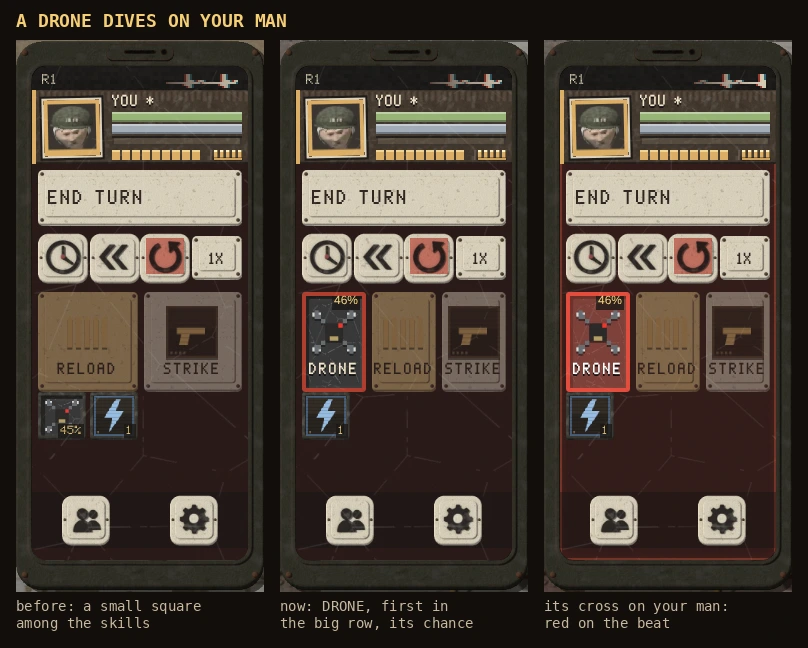 A DRONE DIVES ON YOUR MAN
R1
YOU *
END TURN
1X
RELOAD
STRIKE
45%
1
before: a small square
among the skills
R1
YOU *
END TURN
1X
46%
DRONE
RELOAD
STRIKE
1
now: DRONE, first in
the big row, its chance
R1
YOU *
END TURN
1X
46%
DRONE
RELOAD
STRIKE
1
its cross on your man:
red on the beat